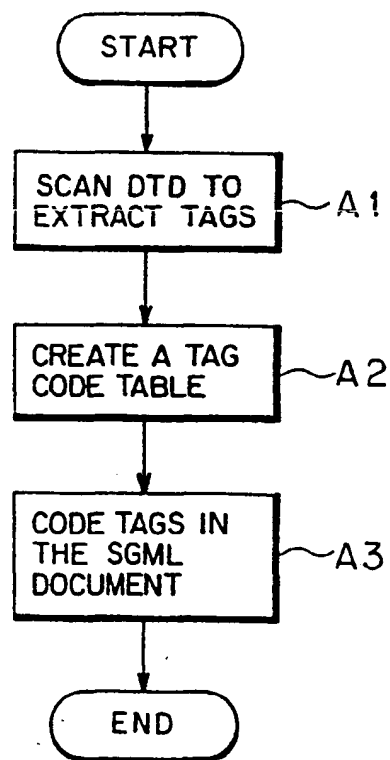 START
SCAN DTD TO
EXTRACT TAGS
A1
CREATE A TAG
CODE TABLE
A2
CODE TAGS IN
THE SGML
DOCUMENT
A3
END